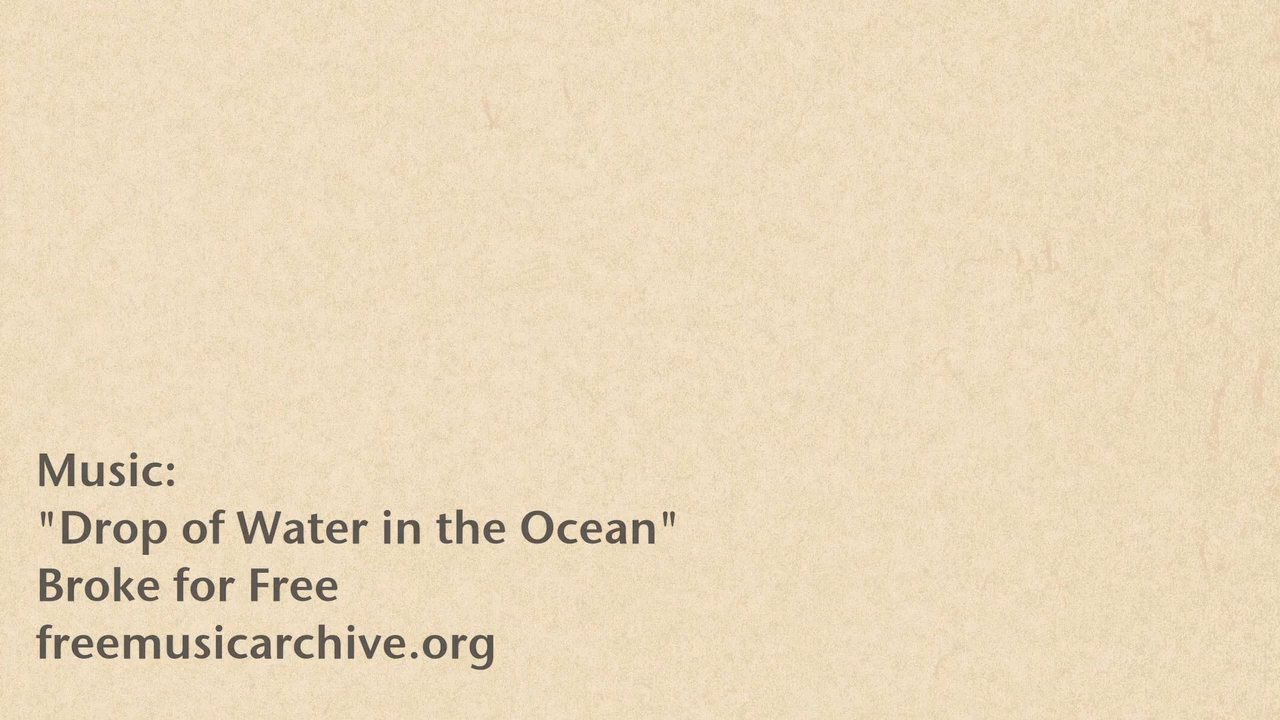 Music:
"Drop of Water in the Ocean"
Broke for Free
freemusicarchive.org